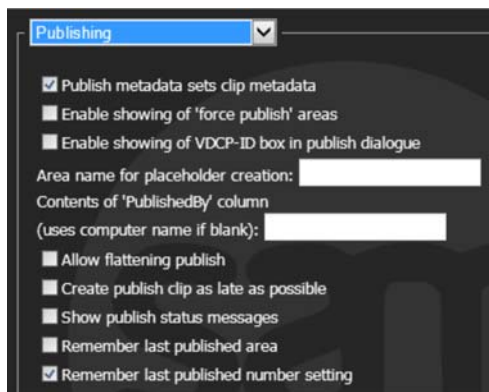 Publishing
Publish metadata sets clip metadata
Enable showing of 'force publish' areas
Enable showing of VDCP-ID box in publish dialogue
Area name for placeholder creation:
Contents of 'PublishedBy' column
(uses computer name if blank):
Allow flattening publish
Create publish clip as late as possible
Show publish status messages
Remember last published area
Remember last published number setting